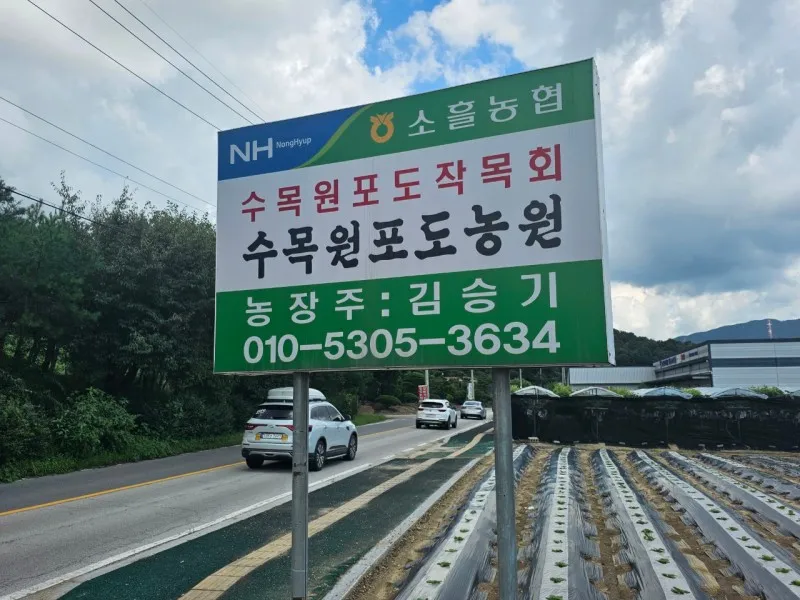 NH NongHyup 소흘농협
수목원포도작목회
수목원포도농원
농장주:김승기
010-5305-3634